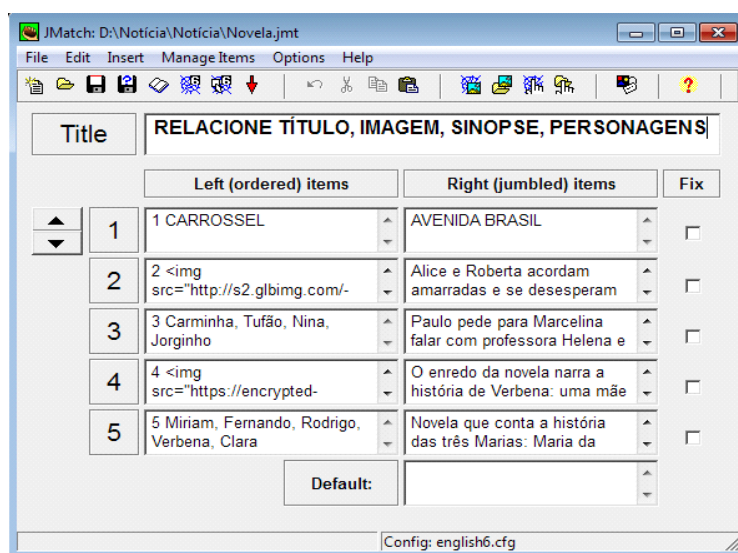 JMatch: D:\Notícia\Notícia\Novela.jmt
File Edit Insert Manage Items Options Help
Title
RELACIONE TÍTULO, IMAGEM, SINOPSE, PERSONAGENS
Left (ordered) items
Right (jumbled) items
Fix
1
1 CARROSSEL
AVENIDA BRASIL
2
2 <img
src="http://s2.glbimg.com/-
Alice e Roberta acordam
amarradas e se desesperam
3
3 Carminha, Tufão, Nina,
Jorginho
Paulo pede para Marcelina
falar com professora Helena e
4
4 <img
src="https://encrypted-
O enredo da novela narra a
história de Verbena: uma mãe
5
5 Miriam, Fernando, Rodrigo,
Verbena, Clara
Novela que conta a história
das três Marias: Maria da
Default:
Config: english6.cfg